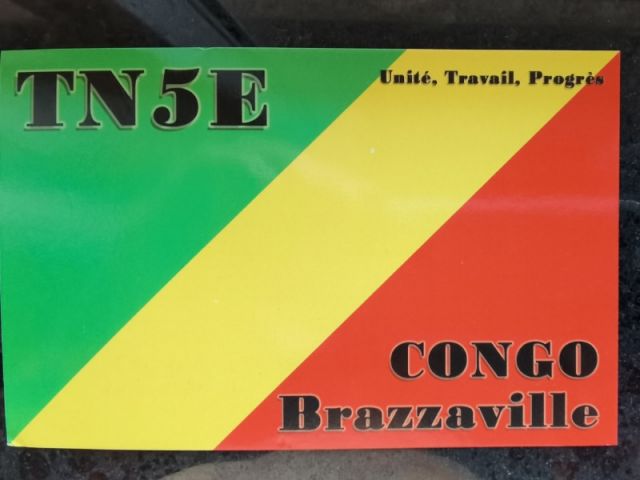 TN5E
Unité, Travail, Progrès
CONGO
Brazzaville